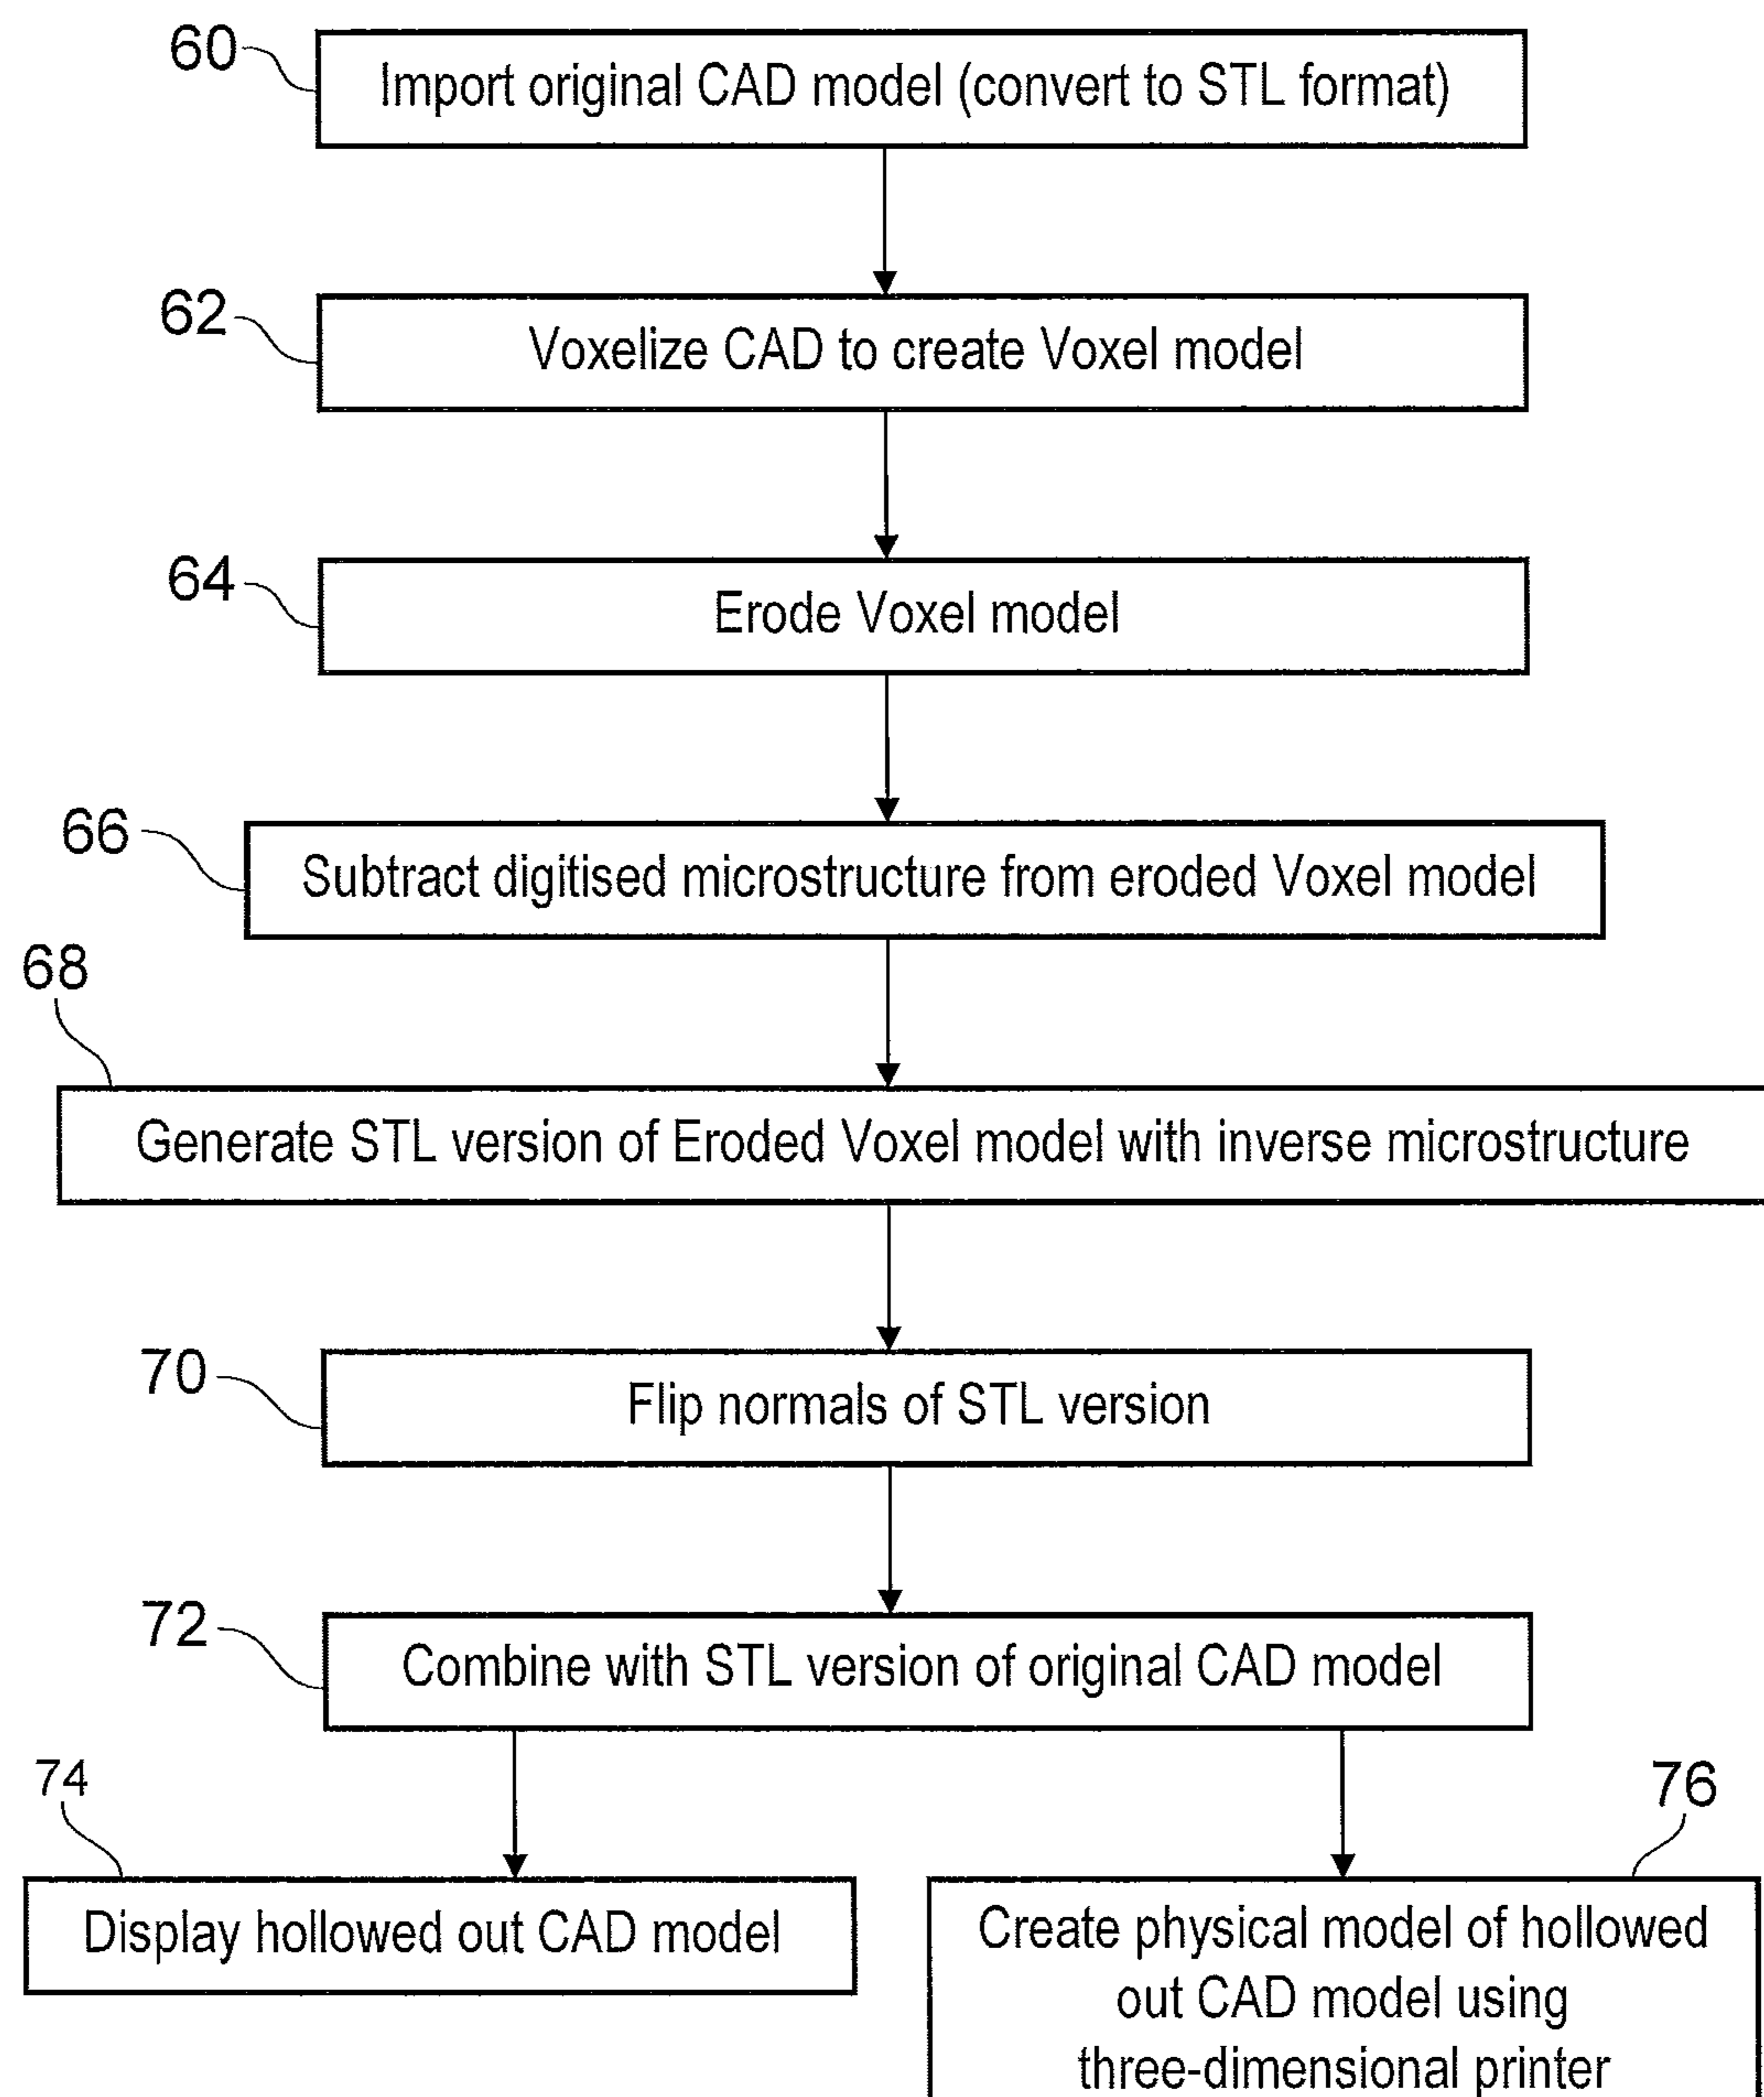 60
Import original CAD model (convert to STL format)
62
Voxelize CAD to create Voxel model
64
Erode Voxel model
66
Subtract digitised microstructure from eroded Voxel model
68
Generate STL version of Eroded Voxel model with inverse microstructure
70
Flip normals of STL version
72
Combine with STL version of original CAD model
74
Display hollowed out CAD model
76
Create physical model of hollowed
out CAD model using
three-dimensional printer